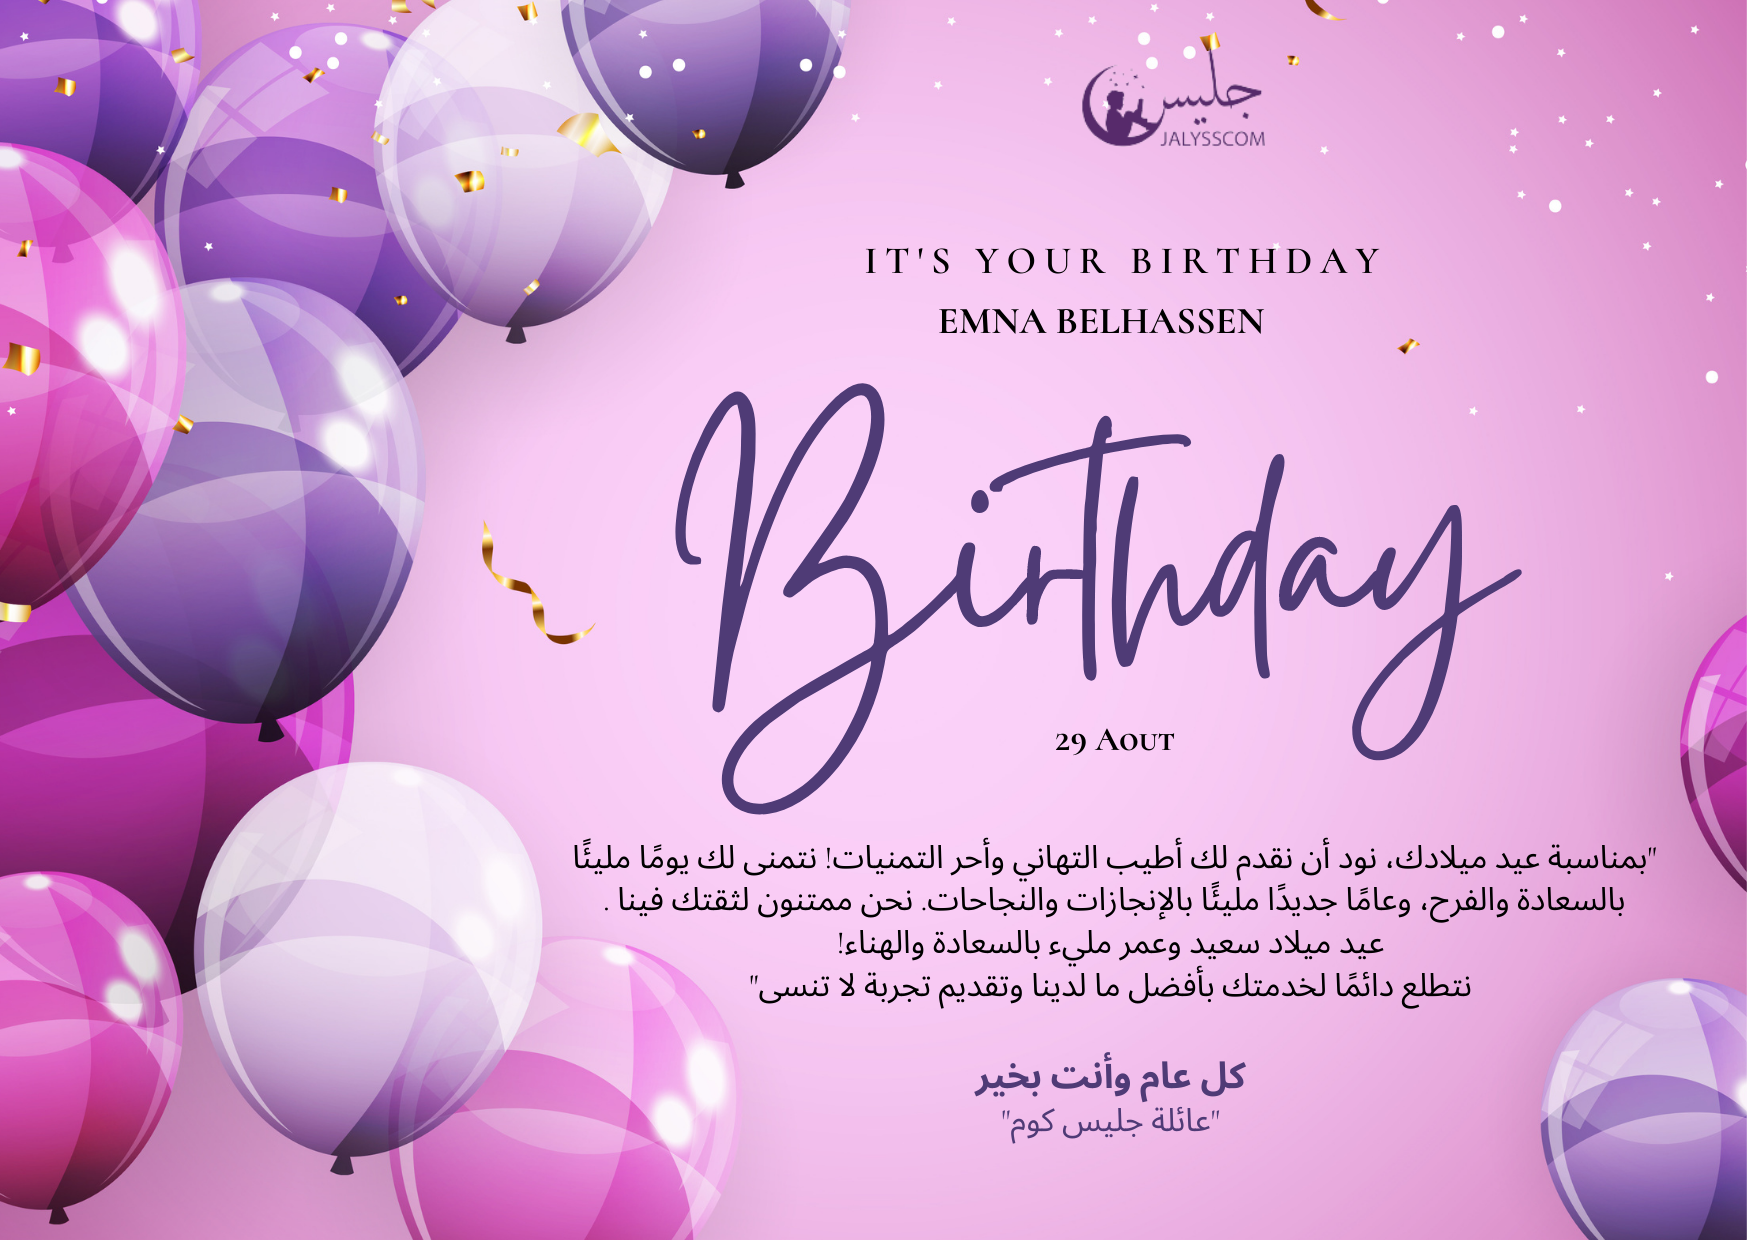 جليس
JALYSSCOM
IT'S YOUR BIRTHDAY
EMNA BELHASSEN
Birthday
29 Aout
"بمناسبة عيد ميلادك، نود أن نقدم لك أطيب التهاني وأحر التمنيات! نتمنى لك يومًا مليئًا
بالسعادة والفرح، وعامًا جديدًا مليئًا بالإنجازات والنجاحات. نحن ممتنون لثقتك فينا .
عيد ميلاد سعيد وعمر مليء بالسعادة والهناء!
نتطلع دائمًا لخدمتك بأفضل ما لدينا وتقديم تجربة لا تنسى"
كل عام وأنت بخير
"عائلة جليس كوم"